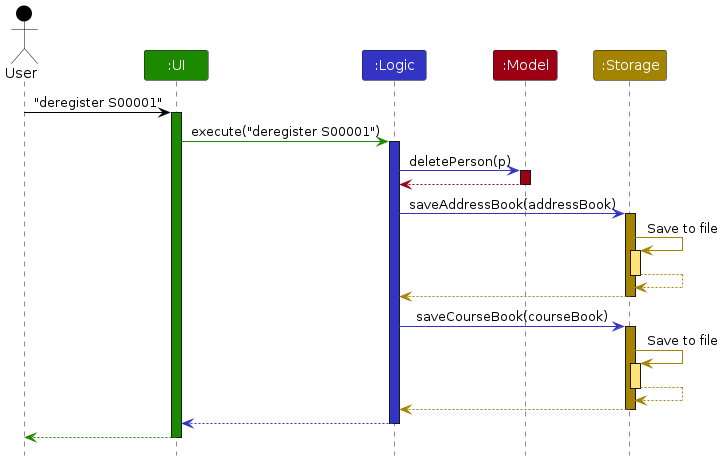 User
:UI
:Logic
:Model
:Storage
"deregister S00001"
execute("deregister S00001")
deletePerson(p)
saveAddressBook(addressBook)
Save to file
saveCourseBook(courseBook)
Save to file